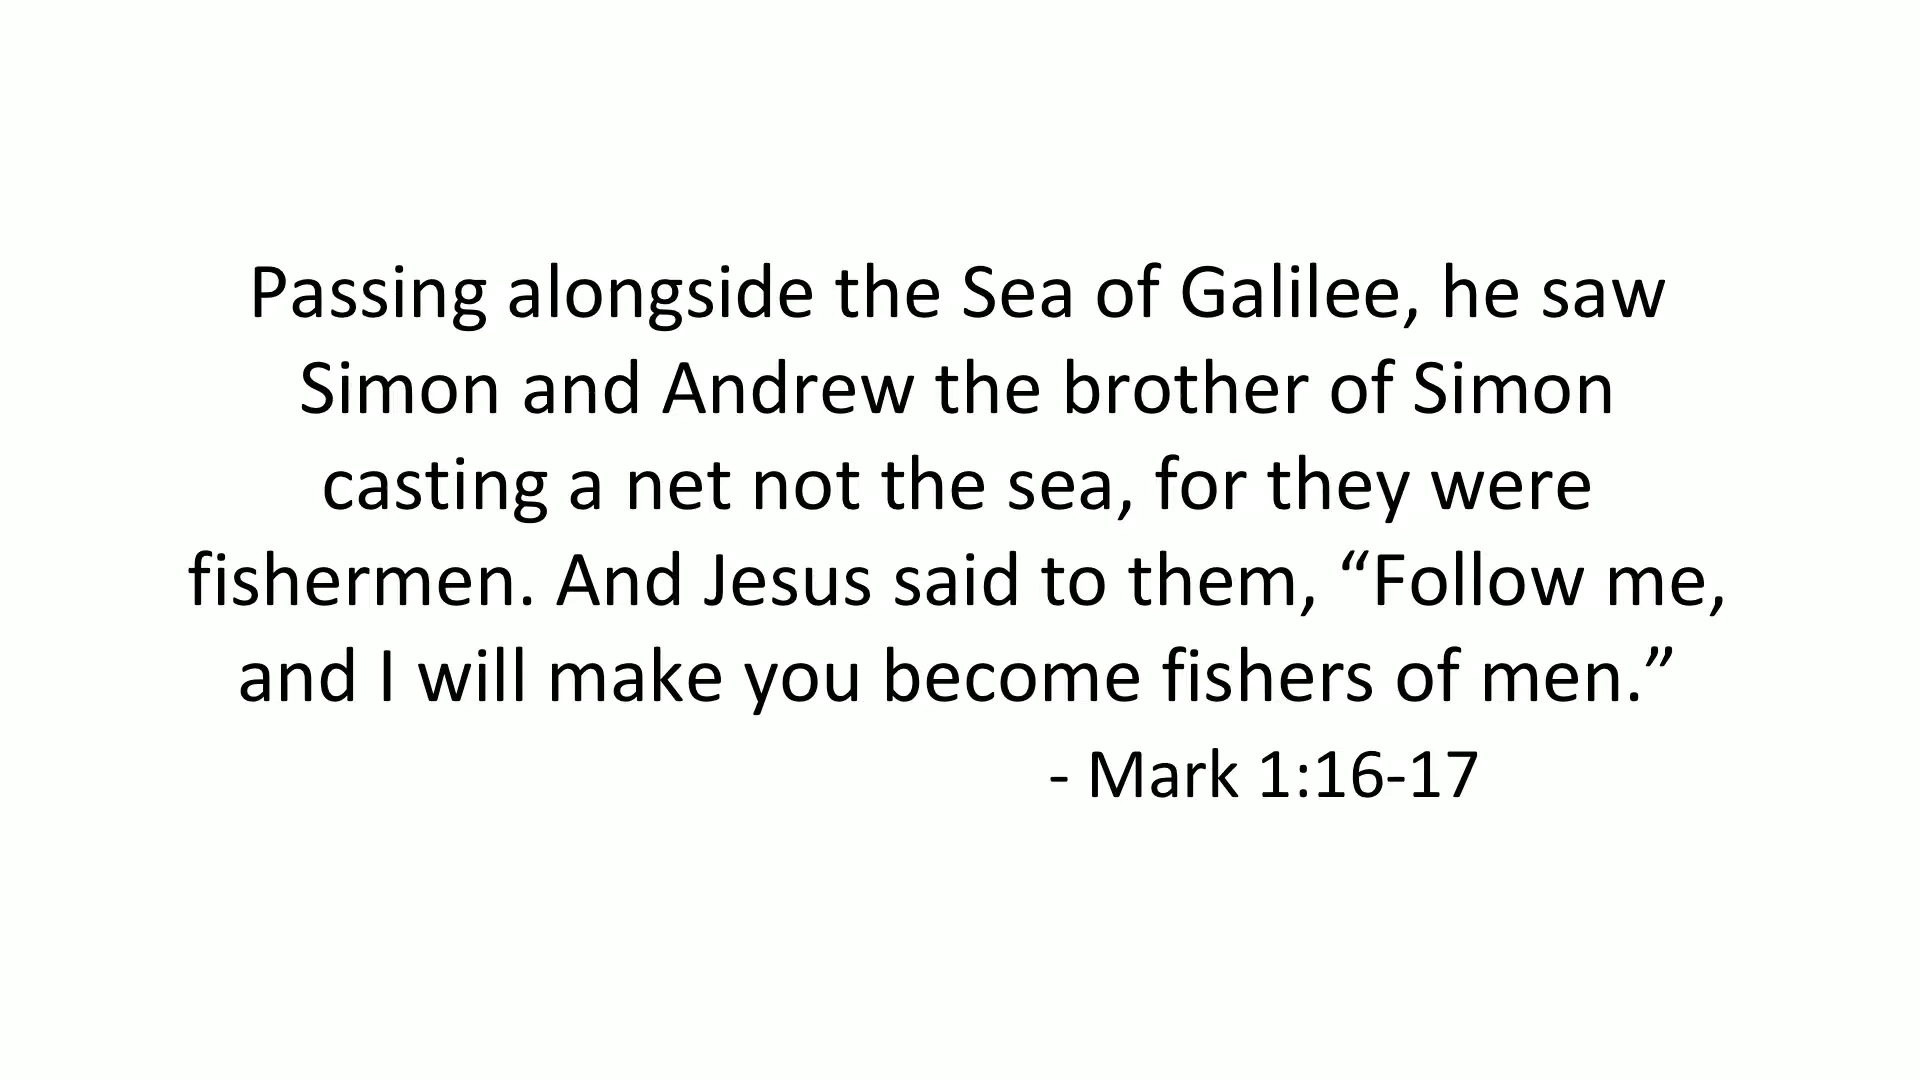 Passing alongside the Sea of Galilee, he saw
Simon and Andrew the brother of Simon
casting a net not the sea, for they were
fishermen. And Jesus said to them, “Follow me,
and I will make you become fishers of men.”
- Mark 1:16-17